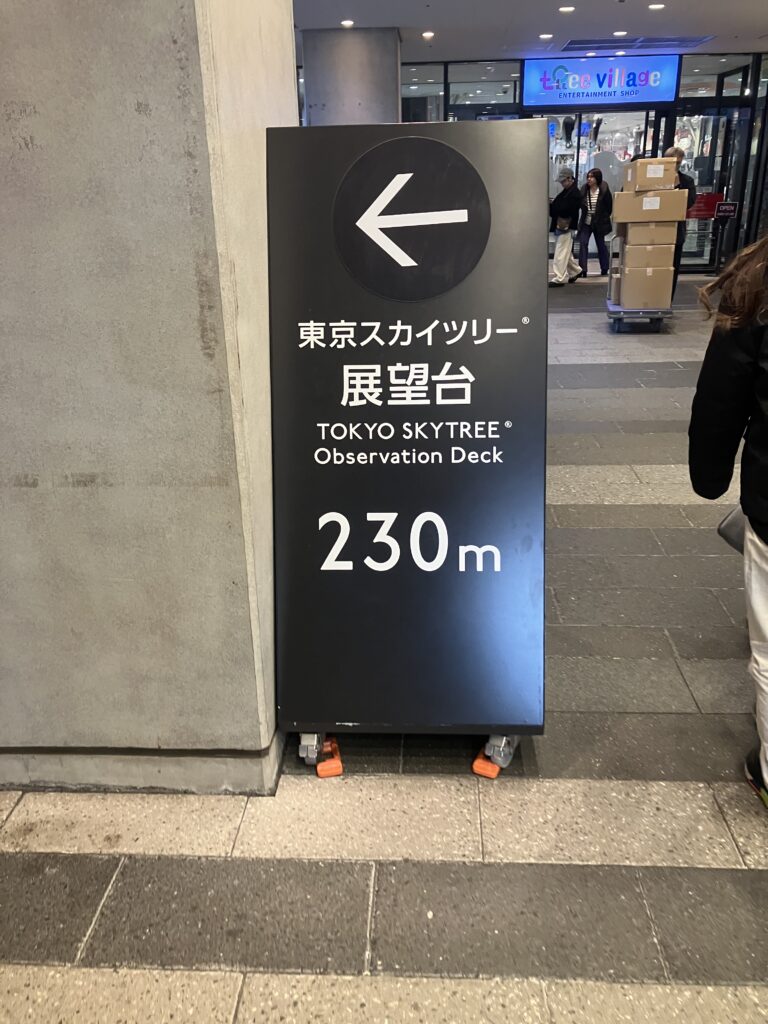 tree village
ENTERTAINMENT SHOP
OPEN
東京スカイツリー®
展望台
TOKYO SKYTREE®
Observation Deck
230m